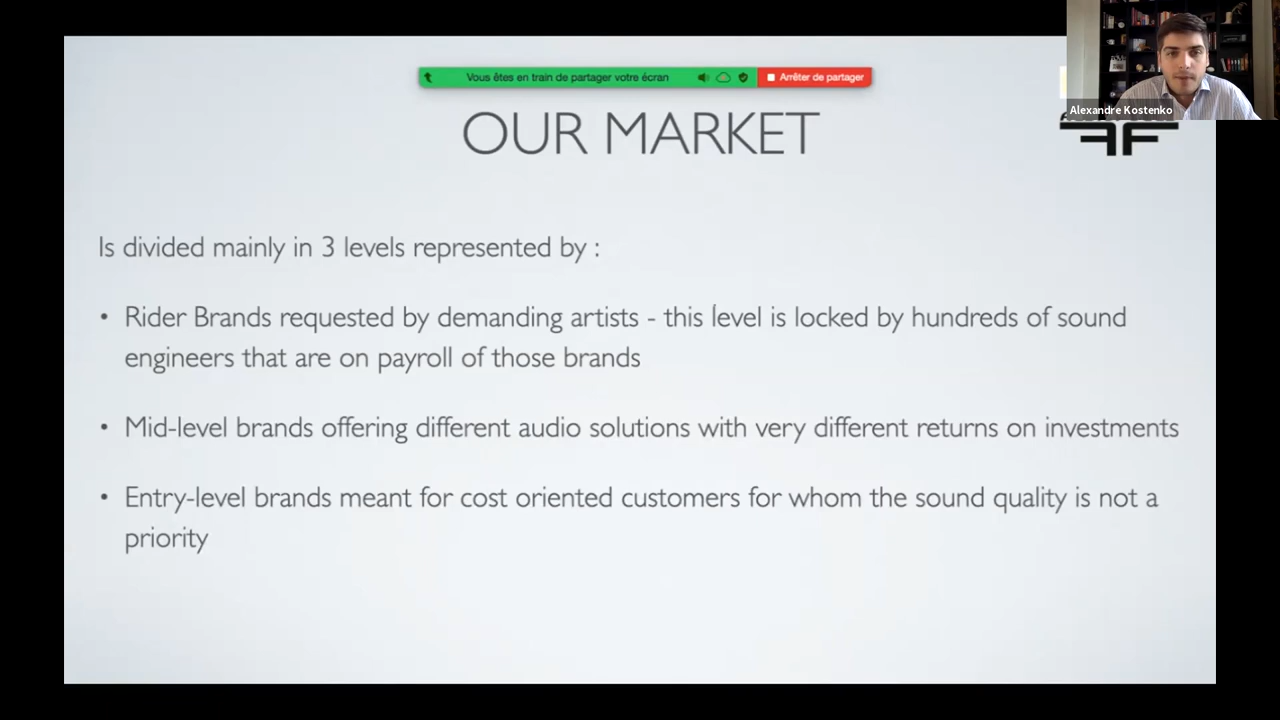 Vous êtes en train de partager votre écran
Arrêter de partager
Alexandre Kostenko
OUR MARKET
Is divided mainly in 3 levels represented by :
• Rider Brands requested by demanding artists - this level is locked by hundreds of sound
engineers that are on payroll of those brands
• Mid-level brands offering different audio solutions with very different returns on investments
• Entry-level brands meant for cost oriented customers for whom the sound quality is not a
priority